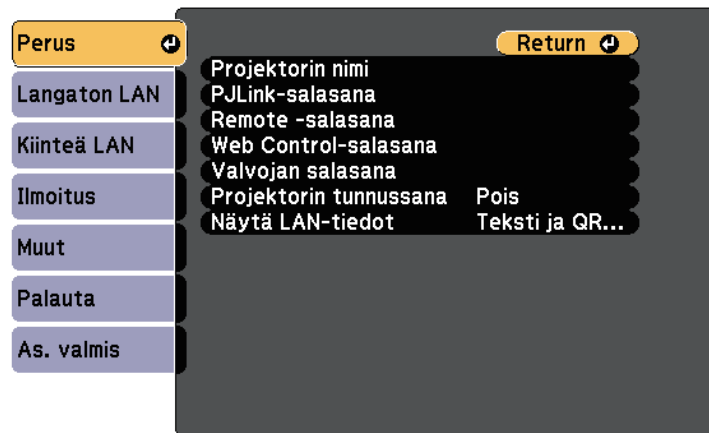 Perus
Return
Projektorin nimi
Langaton LAN
PJLink-salasana
Remote -salasana
Kiinteä LAN
Web Control-salasana
Valvojan salasana
Ilmoitus
Projektorin tunnussana Pois
Näytä LAN-tiedot Teksti ja QR...
Muut
Palauta
As. valmis